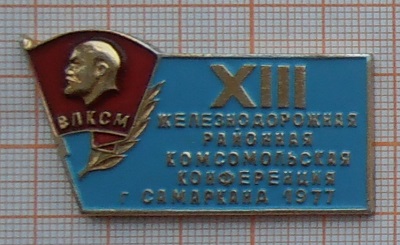 ВЛКСМ
XIII
ЖЕЛЕЗНОДОРОЖНАЯ
РАЙОННАЯ
КОМСОМОЛЬСКАЯ
КОНФЕРЕНЦИЯ
г САМАРКАНД 1977